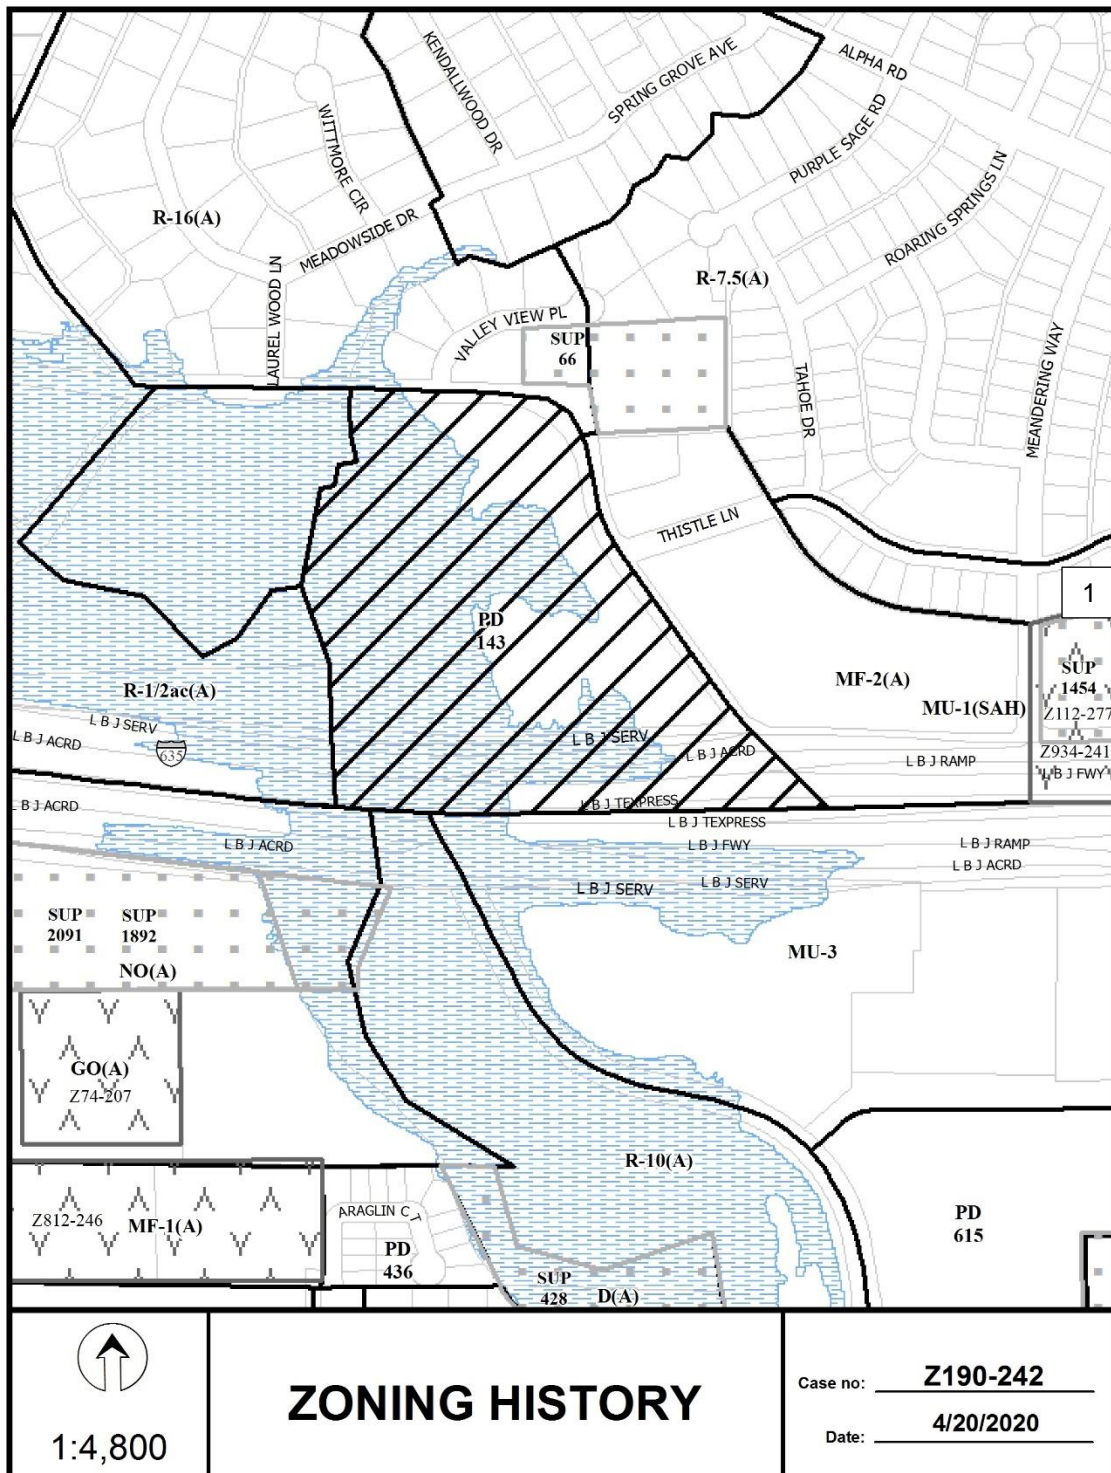 KENDALLWOOD DR
SPRING GROVE AVE
ALPHA RD
WITTMORE CIR
PURPLE SAGE RD
ROARING SPRINGS LN
R-16(A)
MEADOWSIDE DR
LAUREL WOOD LN
R-7.5(A)
VALLEY VIEW PL
SUP
66
TAHOE DR
MEANDERING WAY
THISTLE LN
1
PD
143
SUP
1454
R-1/2ac(A)
MF-2(A)
MU-1(SAH)
Z112-277
L B J SERV
L B J ACRD
635
L B J SERV
L B J ACRD
L B J RAMP
Z934-241
L B J FWY
L B J ACRD
L B J TEXPRESS
L B J TEXPRESS
L B J ACRD
L B J FWY
L B J RAMP
L B J ACRD
L B J SERV
L B J SERV
SUP
2091
SUP
1892
NO(A)
MU-3
GO(A)
Z74-207
R-10(A)
Z812-246
MF-1(A)
ARAGLIN CT
PD
436
PD
615
SUP
428
D(A)
1:4,800
ZONING HISTORY
Case no: Z190-242
Date: 4/20/2020